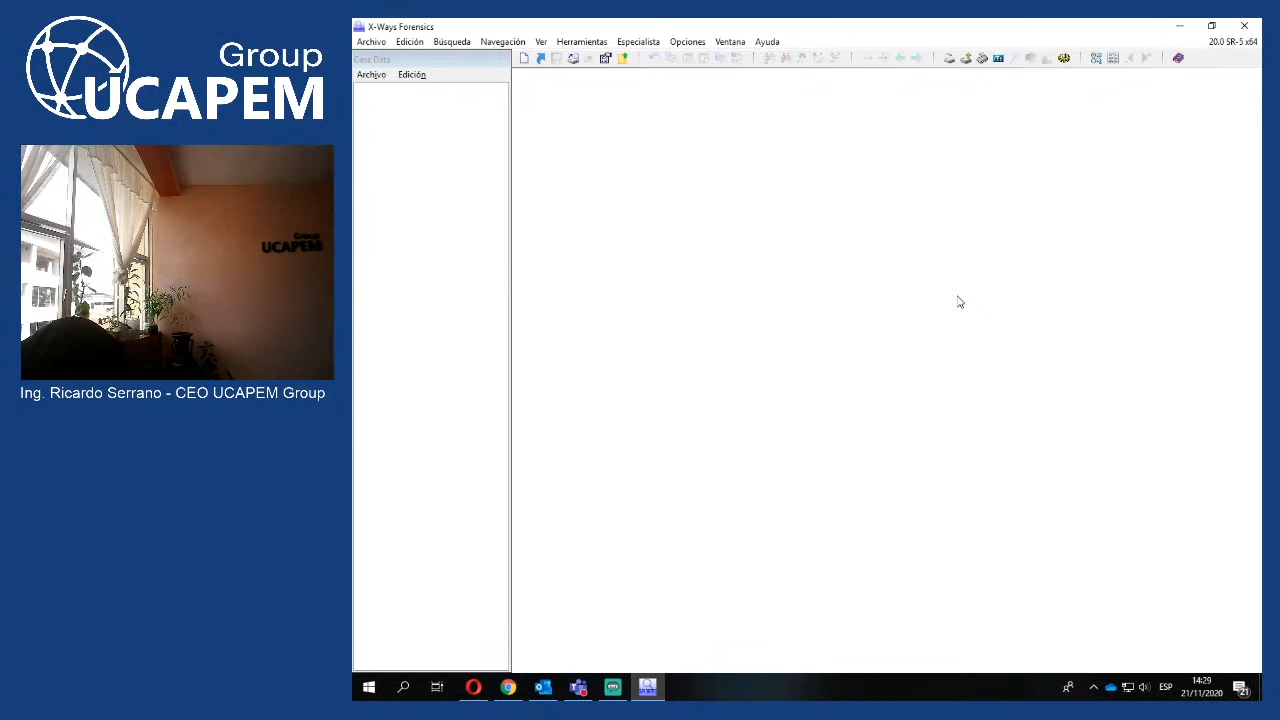 Group
UCAPEM
Group
UCAPEM
Ing. Ricardo Serrano - CEO UCAPEM Group
X-Ways Forensics
Archivo Edición Búsqueda Navegación Ver Herramientas Especialista Opciones Ventana Ayuda
20.0 SR-5 x64
Case Data
Archivo Edición
ESP
14:29
21/11/2020
21